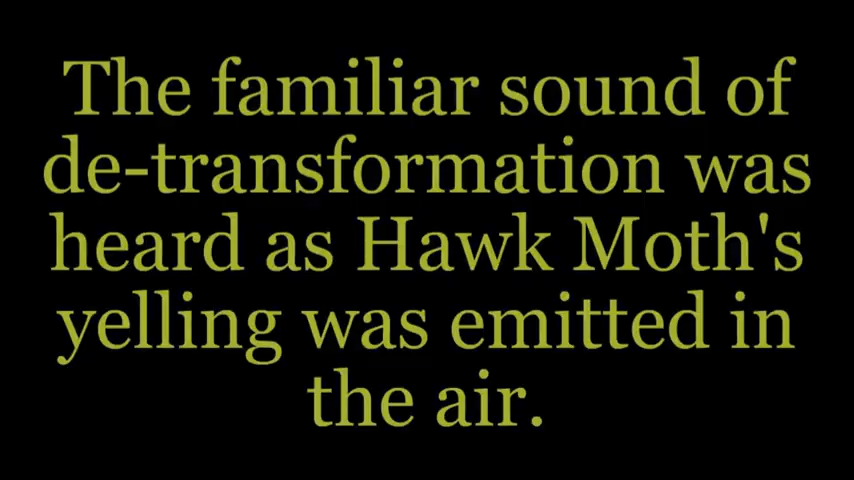 The familiar sound of
de-transformation was
heard as Hawk Moth's
yelling was emitted in
the air.